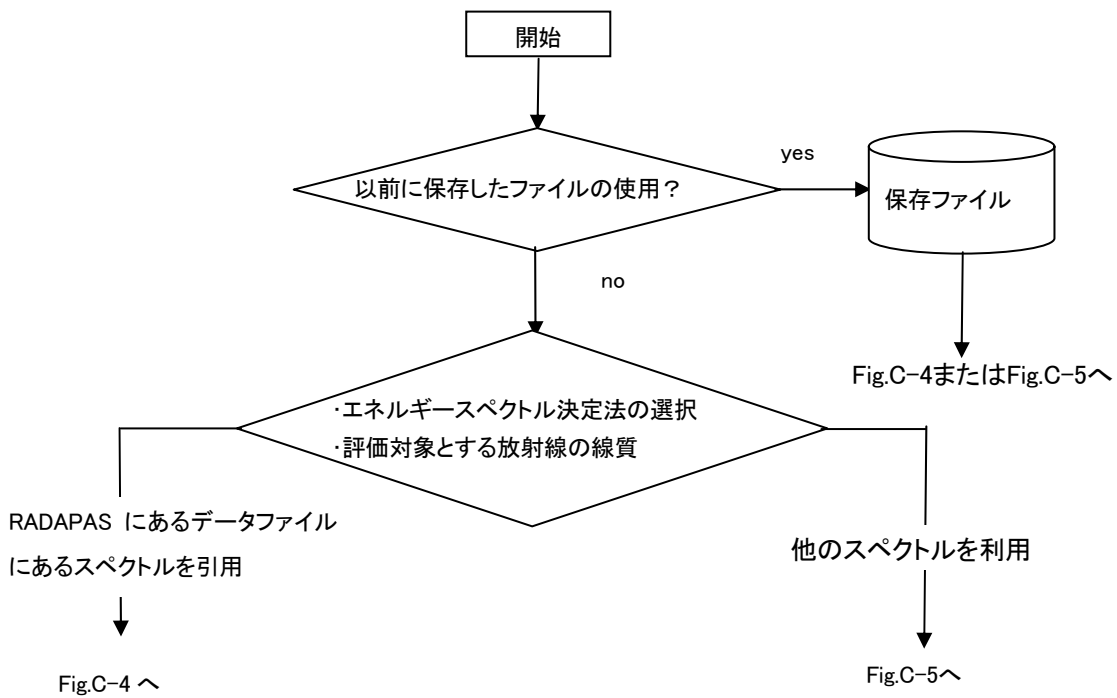 開始
以前に保存したファイルの使用?
yes
保存ファイル
no
Fig.C-4またはFig.C-5へ
・エネルギースペクトル決定法の選択
・評価対象とする放射線の線質
RADAPAS にあるデータファイル
にあるスペクトルを引用
他のスペクトルを利用
Fig.C-4 へ
Fig.C-5へ